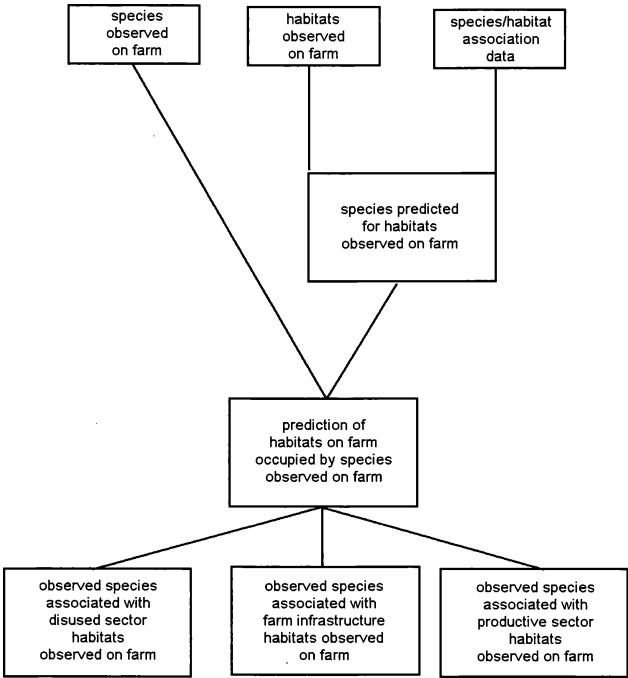 species
observed
on farm
habitats
observed
on farm
species/habitat
association
data
species predicted
for habitats
observed on farm
prediction of
habitats on farm
occupied by species
observed on farm
observed species
associated with
disused sector
habitats
observed on farm
observed species
associated with
farm infrastructure
habitats observed
on farm
observed species
associated with
productive sector
habitats
observed on farm